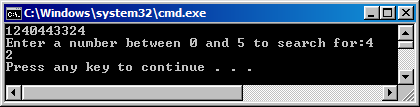 C:\Windows\system32\cmd.exe
1240443324
Enter a number between 0 and 5 to search for:4
2
Press any key to continue . . .